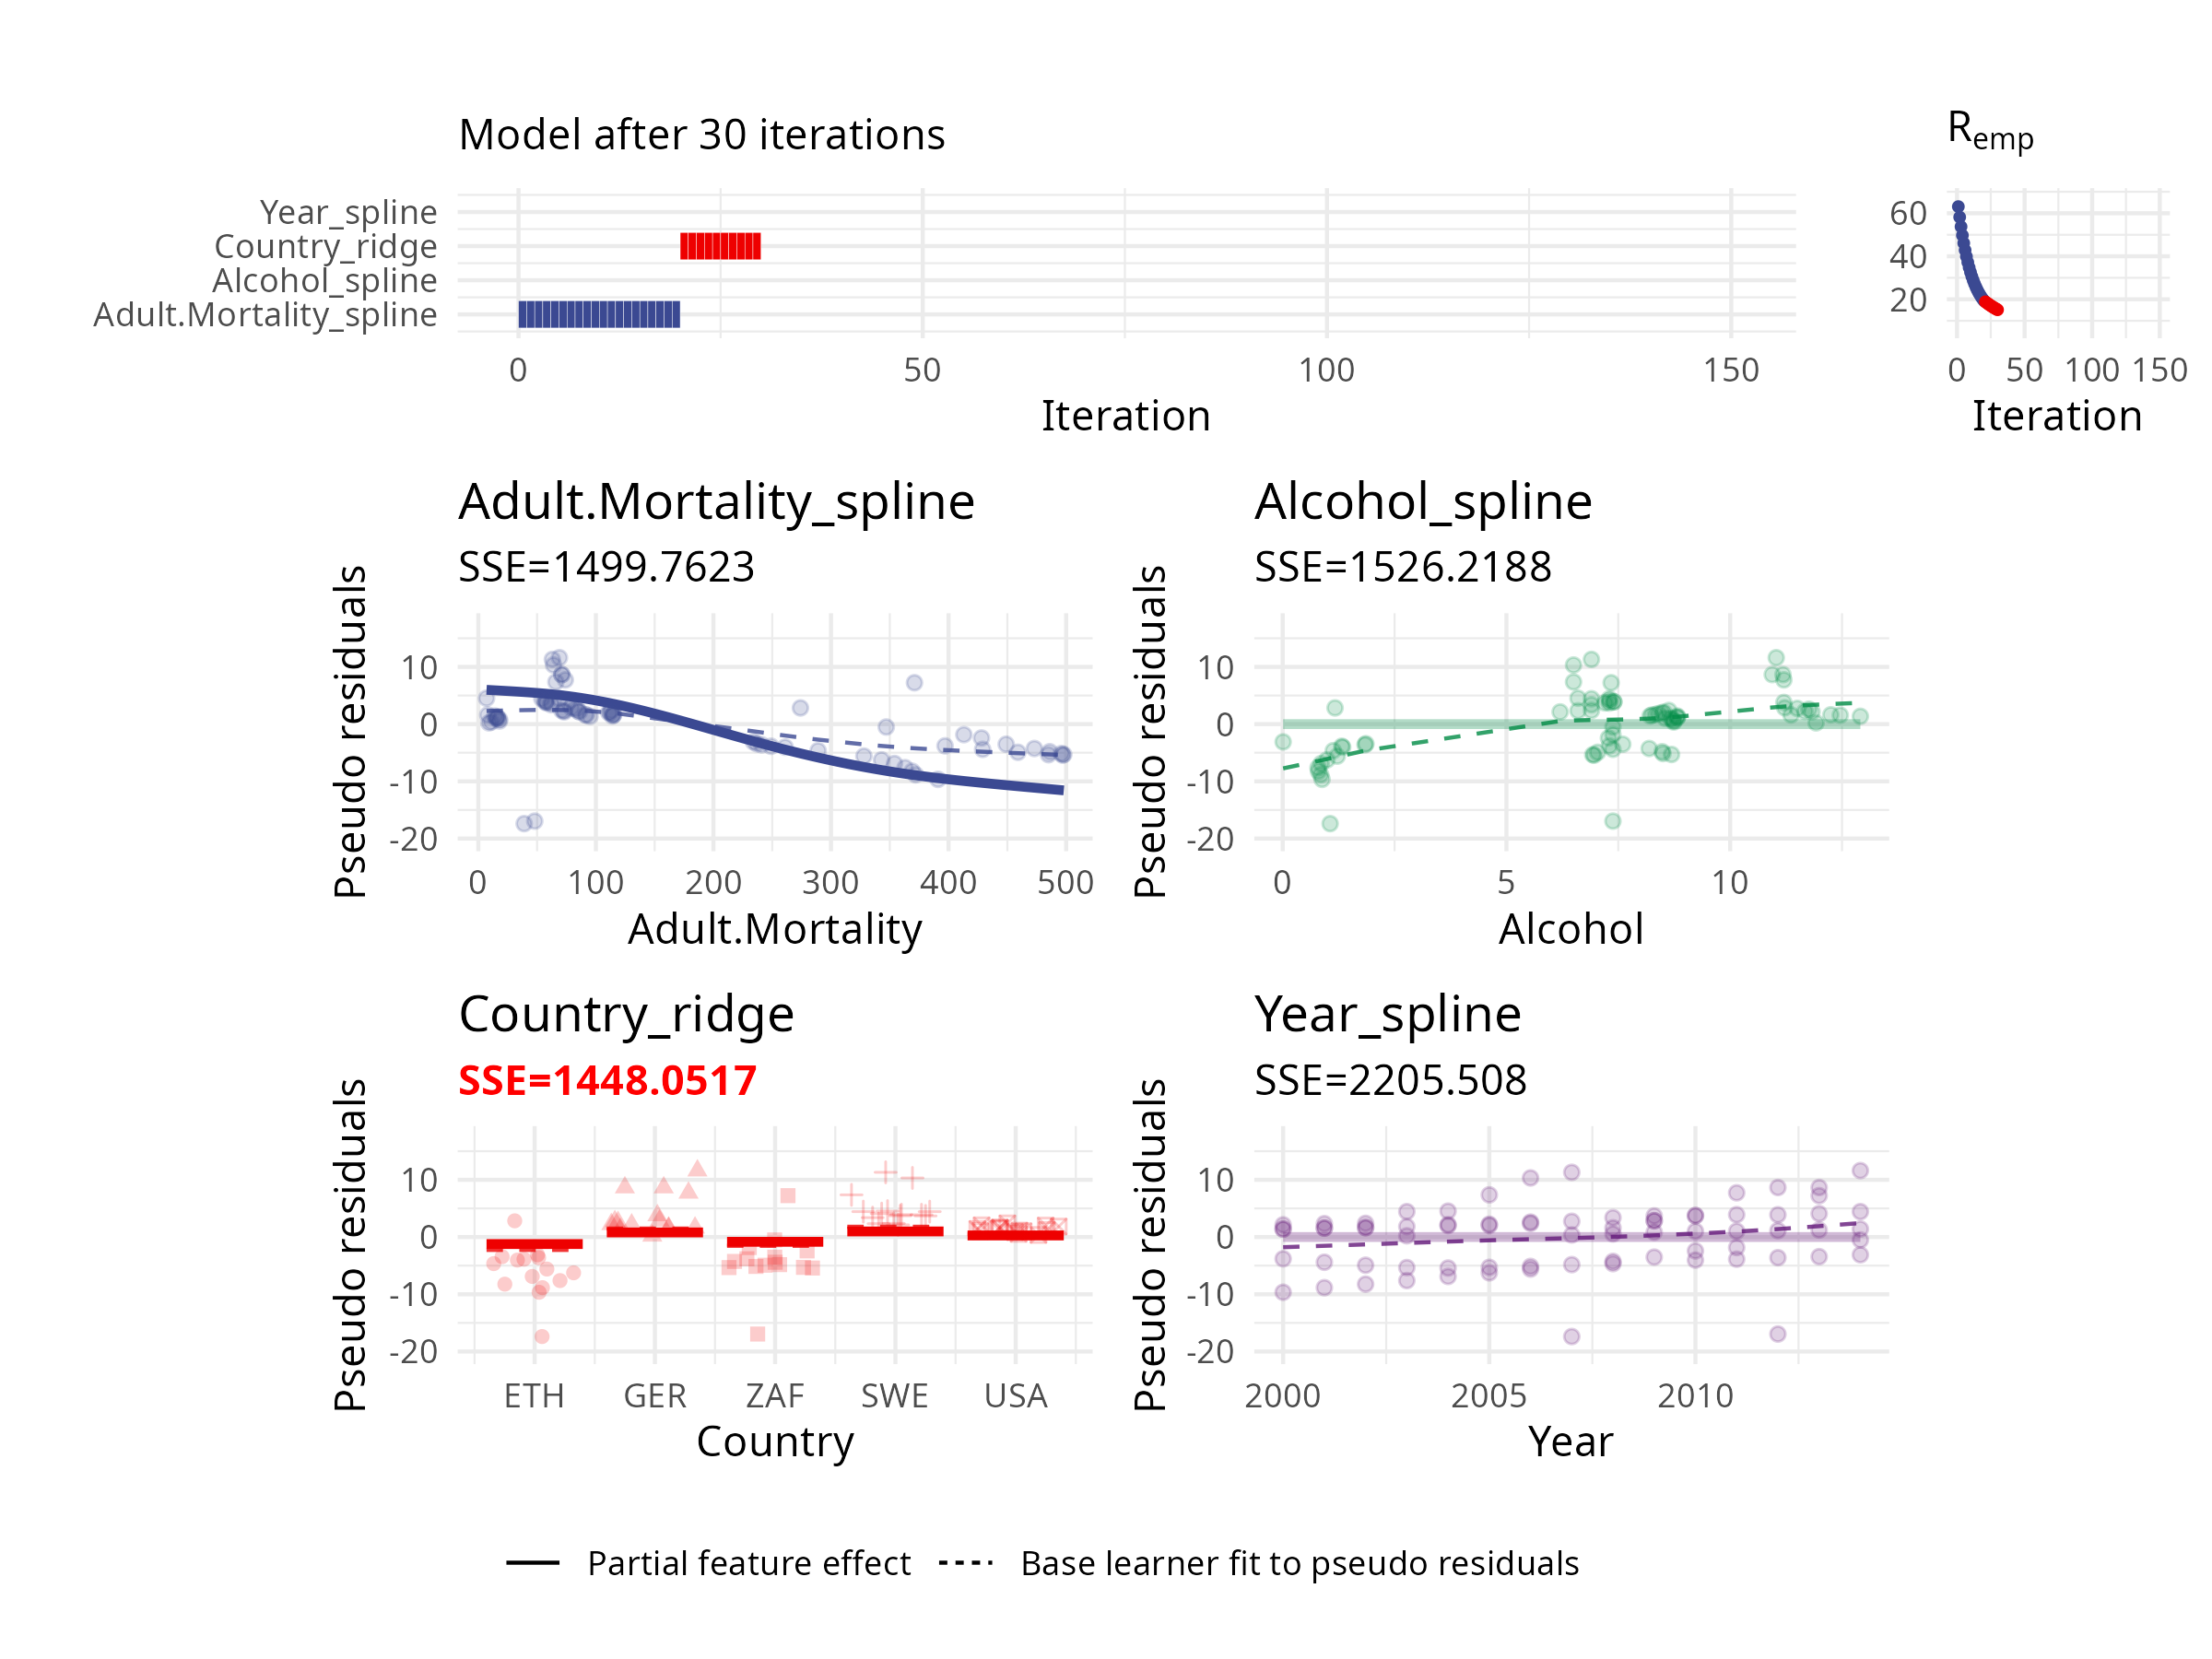 Model after 30 iterations
Year_spline
Country_ridge
Alcohol_spline
Adult.Mortality_spline
0 50 100 150
Iteration
Remp
60
40
20
0 50 100 150
Iteration
Adult.Mortality_spline
SSE=1499.7623
Pseudo residuals
10
0
-10
-20
0 100 200 300 400 500
Adult.Mortality
Alcohol_spline
SSE=1526.2188
Pseudo residuals
10
0
-10
-20
0 5 10
Alcohol
Country_ridge
SSE=1448.0517
Pseudo residuals
10
0
-10
-20
ETH GER ZAF SWE USA
Country
Year_spline
SSE=2205.508
Pseudo residuals
10
0
-10
-20
2000 2005 2010
Year
Partial feature effect Base learner fit to pseudo residuals